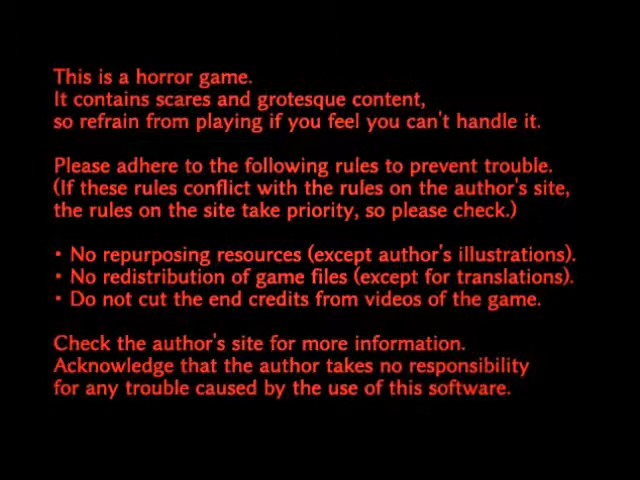 This is a horror game.
It contains scares and grotesque content,
so refrain from playing if you feel you can't handle it.
Please adhere to the following rules to prevent trouble.
(If these rules conflict with the rules on the author's site,
the rules on the site take priority, so please check.)
・No repurposing resources (except author's illustrations).
・No redistribution of game files (except for translations).
・Do not cut the end credits from videos of the game.
Check the author's site for more information.
Acknowledge that the author takes no responsibility
for any trouble caused by the use of this software.